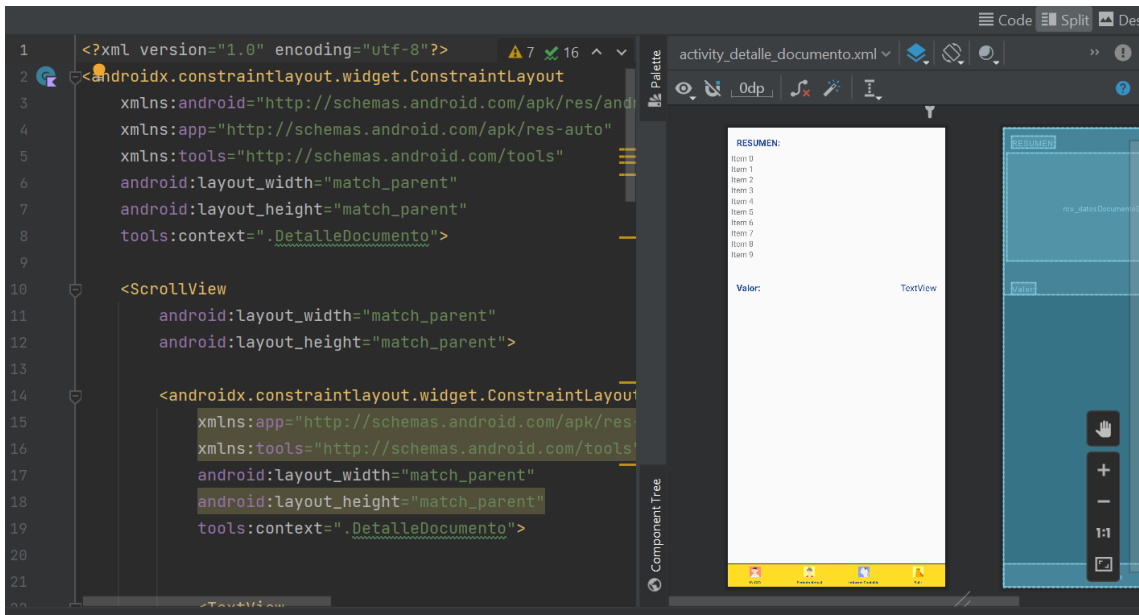 Code Split Des
1 <?xml version="1.0" encoding="utf-8"?> 7 16
2 <androidx.constraintlayout.widget.ConstraintLayout
3 xmlns:android="http://schemas.android.com/apk/res/andr
4 xmlns:app="http://schemas.android.com/apk/res-auto"
5 xmlns:tools="http://schemas.android.com/tools"
6 android:layout_width="match_parent"
7 android:layout_height="match_parent"
8 tools:context=".DetalleDocumento">
9
10 <ScrollView
11 android:layout_width="match_parent"
12 android:layout_height="match_parent">
13
14 <androidx.constraintlayout.widget.ConstraintLayout
15 xmlns:app="http://schemas.android.com/apk/res-
16 xmlns:tools="http://schemas.android.com/tools"
17 android:layout_width="match_parent"
18 android:layout_height="match_parent"
19 tools:context=".DetalleDocumento">
20
21
22 <TextView
Palette
Component Tree
activity_detalle_documento.xml
0dp
RESUMEN:
Item 0
Item 1
Item 2
Item 3
Item 4
Item 5
Item 6
Item 7
Item 8
Item 9
Valor: TextView
RESUMEN:
Valor:
1:1